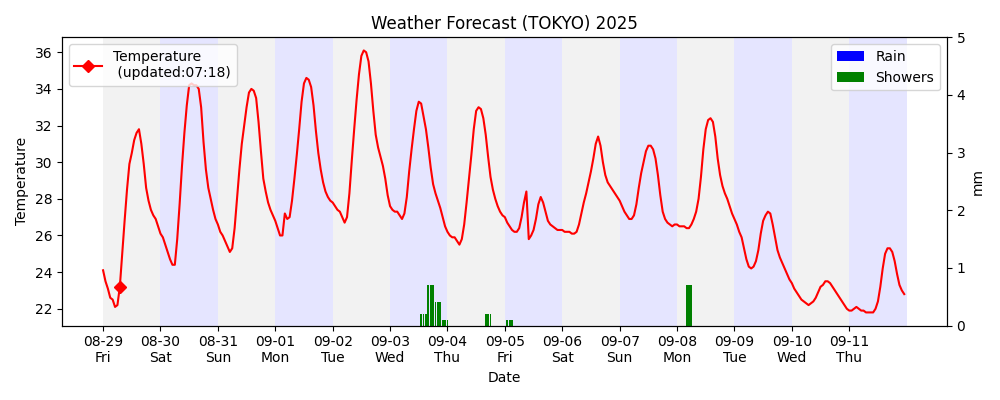 Weather Forecast (TOKYO) 2025
Temperature
(updated:07:18)
Rain
Showers
36
34
32
30
28
26
24
22
Temperature
5
4
3
2
1
0
mm
08-29 08-30 08-31 09-01 09-02 09-03 09-04 09-05 09-06 09-07 09-08 09-09 09-10 09-11
Fri Sat Sun Mon Tue Wed Thu Fri Sat Sun Mon Tue Wed Thu
Date